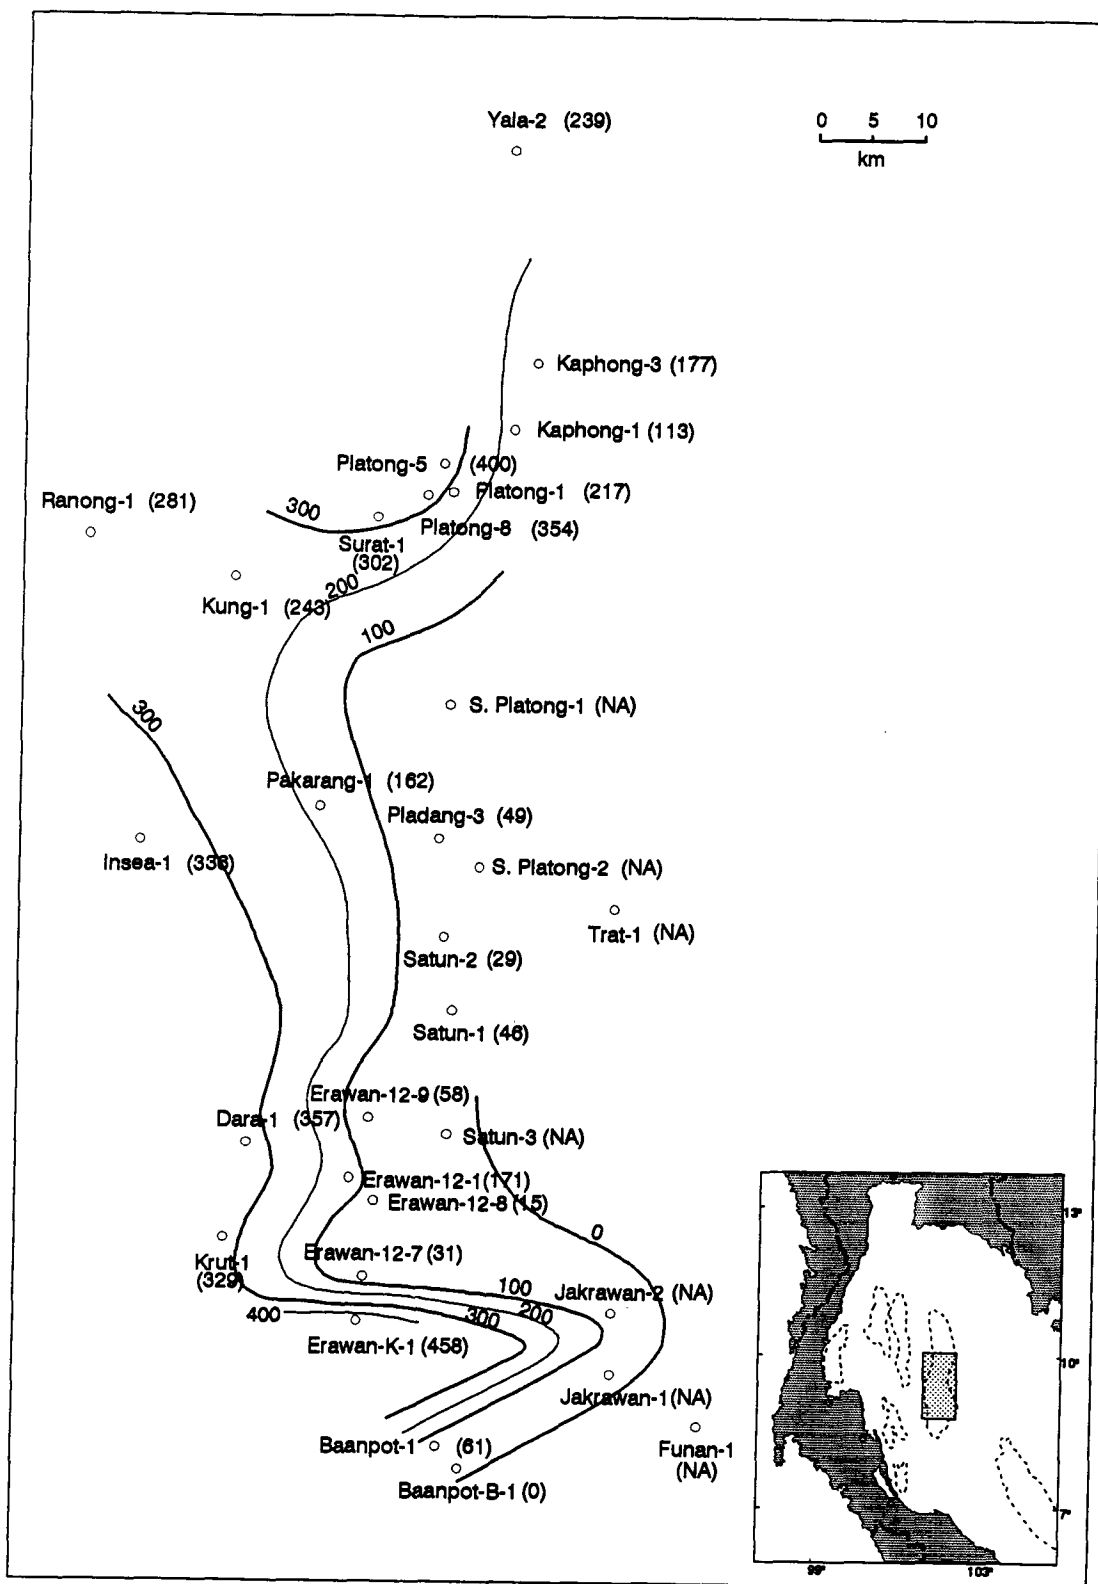 Yala-2 (239)
0 5 10
km
Kaphong-3 (177)
Kaphong-1 (113)
Platong-5 (400)
Ranong-1 (281)
300
Platong-1 (217)
Platong-8 (354)
Surat-1
(302)
200
Kung-1 (243)
100
300
S. Platong-1 (NA)
Pakarang-1 (162)
Pladang-3 (49)
Insea-1 (336)
S. Platong-2 (NA)
Trat-1 (NA)
Satun-2 (29)
Satun-1 (46)
Erawan-12-9 (58)
Dara-1 (357)
Satun-3 (NA)
Erawan-12-1 (171)
Erawan-12-8 (15)
0
Krut-1
(329)
Erawan-12-7 (31)
100
Jakrawan-2 (NA)
400
300
200
Erawan-K-1 (458)
Jakrawan-1 (NA)
Baanpot-1 (61)
Funan-1
(NA)
Baanpot-B-1 (0)
13°
10°
7°
99°
103°